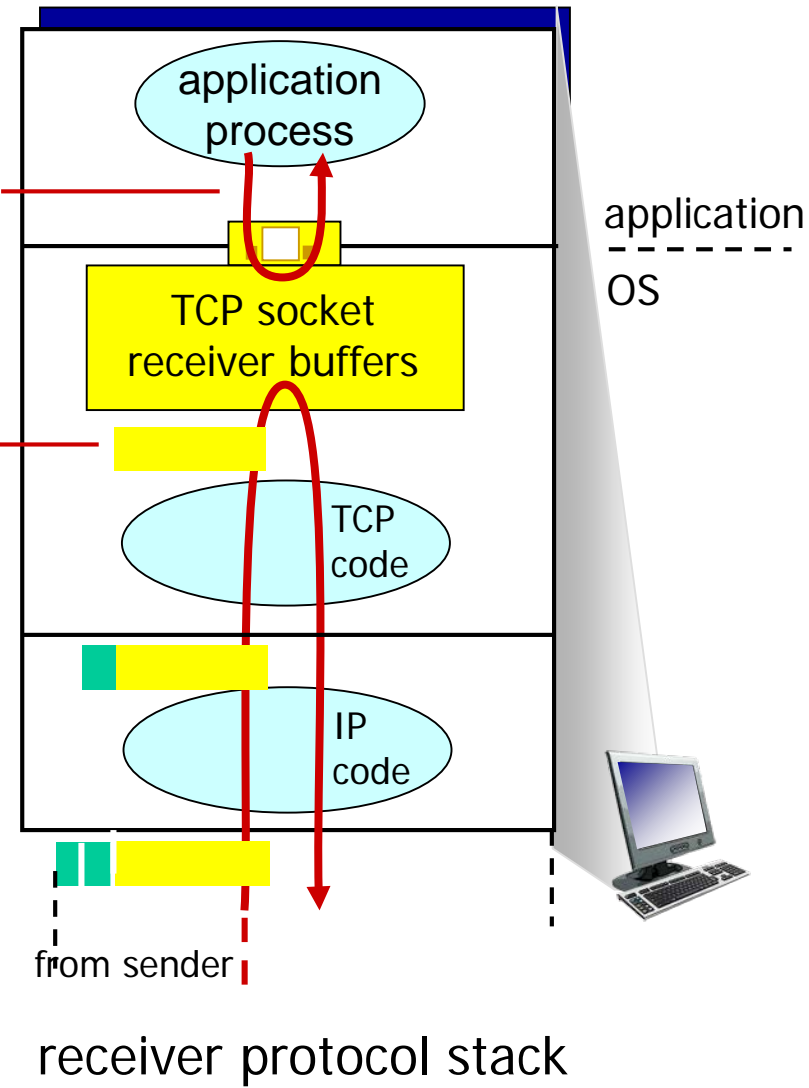 application
process
application
OS
TCP socket
receiver buffers
TCP
code
IP
code
from sender
receiver protocol stack